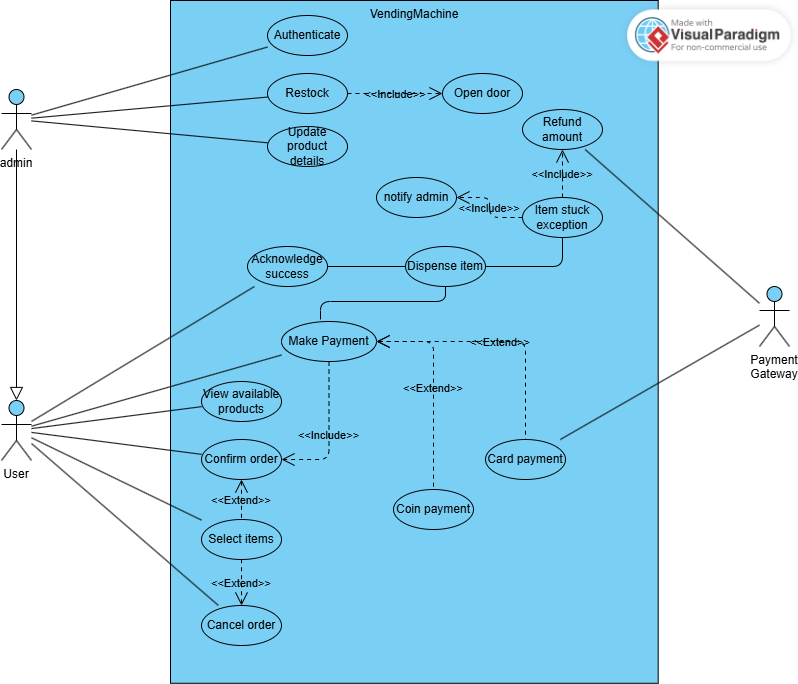 VendingMachine
Made with
VisualParadigm
For non-commercial use
Authenticate
Restock
<<Include>>
Open door
Update
product
details
admin
Refund
amount
<<Include>>
notify admin
<<Include>>
Item stuck
exception
Acknowledge
success
Dispense item
Make Payment
<<Extend>>
Payment
Gateway
<<Extend>>
View available
products
<<Include>>
User
Confirm order
Card payment
<<Extend>>
Coin payment
Select items
<<Extend>>
Cancel order